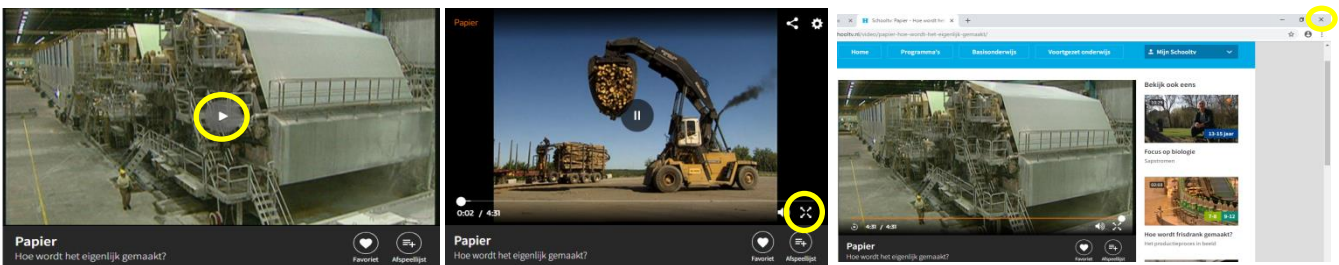 Papier
Hoe wordt het eigenlijk gemaakt?
Favoriet
Afspeellijst
Papier
0:02 / 4:31
Papier
Hoe wordt het eigenlijk gemaakt?
Favoriet
Afspeellijst
Schooltv: Papier - Hoe wordt he
schooltv.nl/video/papier-hoe-wordt-het-eigenlijk-gemaakt/
Home
Programma's
Basisonderwijs
Voortgezet onderwijs
Mijn Schooltv
Bekijk ook eens
13-15 jaar
Focus op biologie
Sapstromen
7-8 9-12
Hoe wordt frisdrank gemaakt?
Het productieproces in beeld
4:31 / 4:31
Papier
Hoe wordt het eigenlijk gemaakt?
Favoriet
Afspeellijst